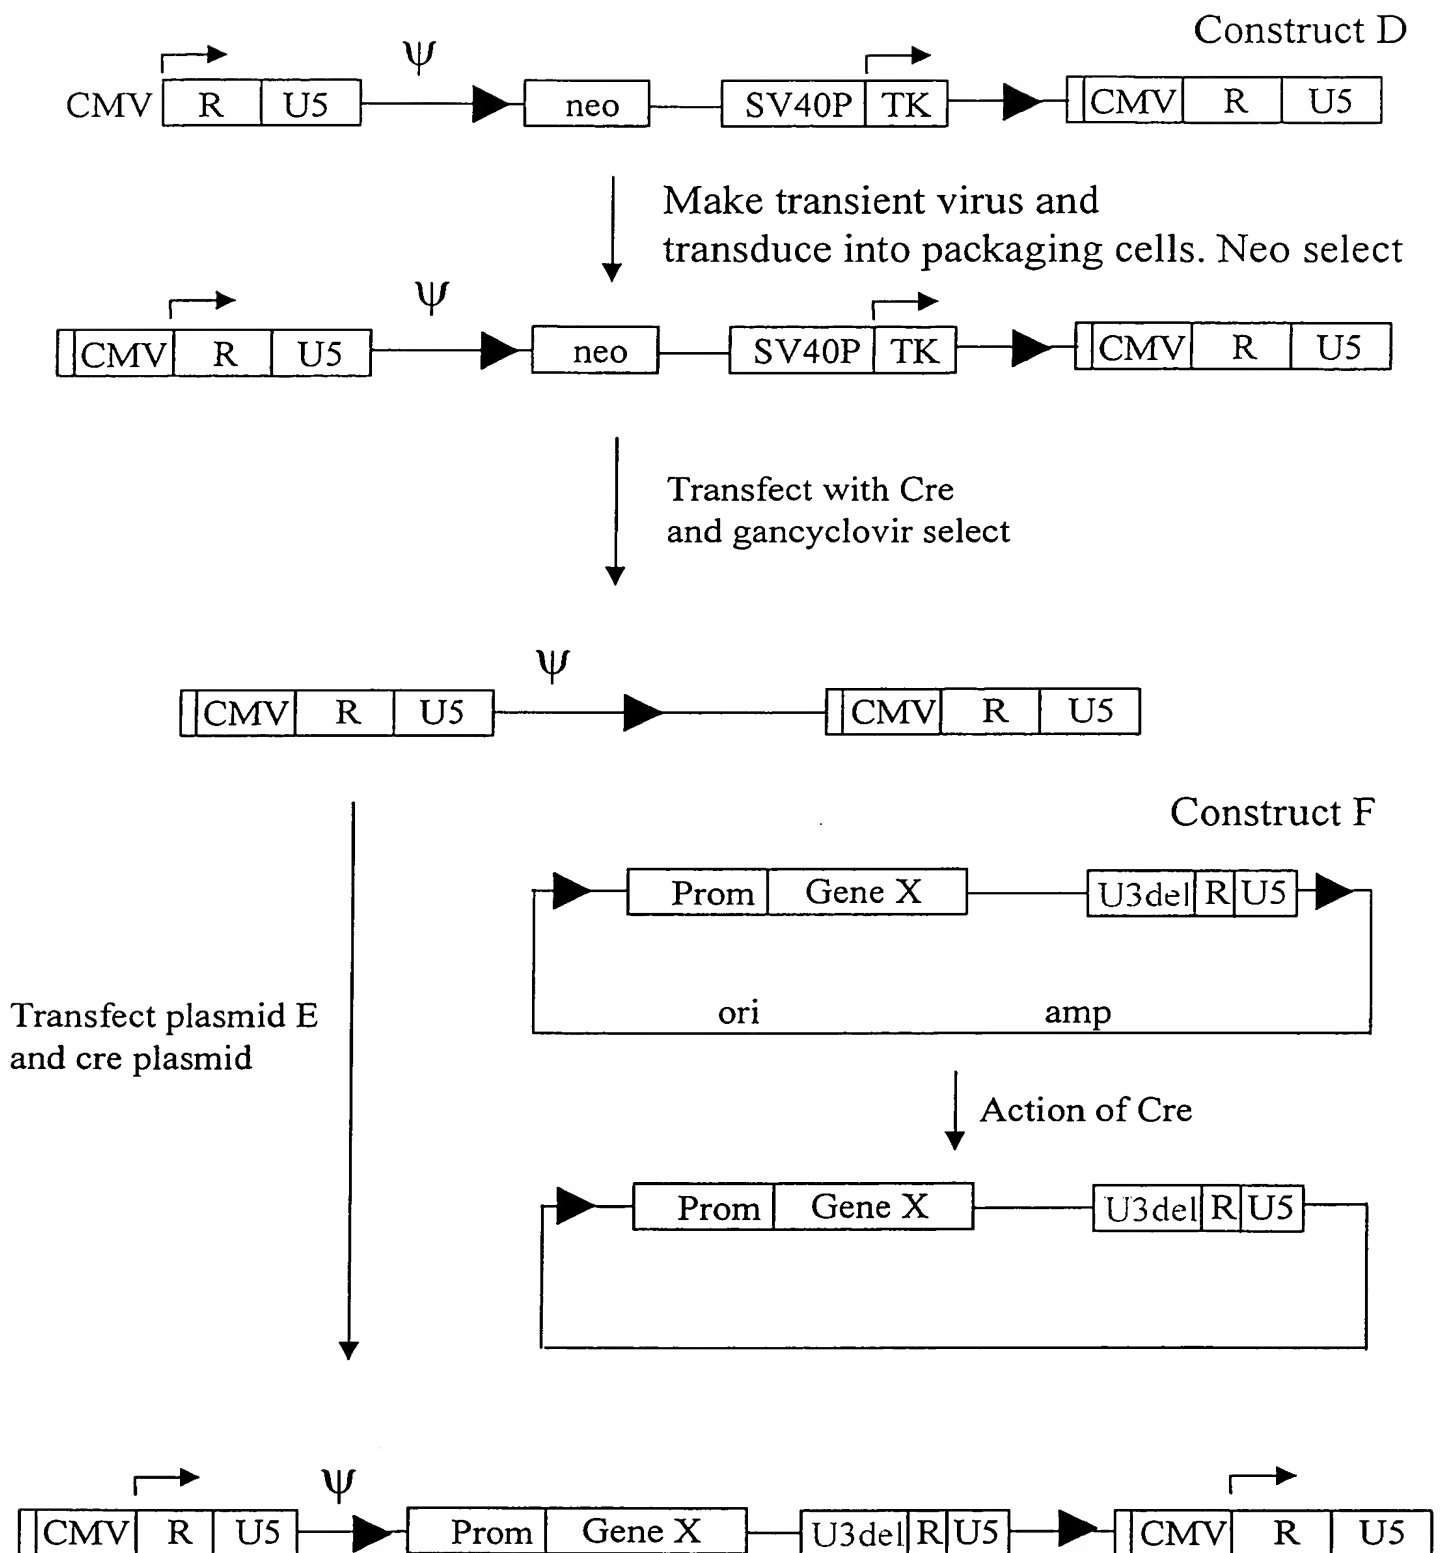 Construct D
ψ
CMV R U5 neo SV40P TK CMV R U5
Make transient virus and
transduce into packaging cells. Neo select
ψ
CMV R U5 neo SV40P TK CMV R U5
Transfect with Cre
and gancyclovir select
ψ
CMV R U5 CMV R U5
Construct F
Prom Gene X U3del R U5
ori amp
Transfect plasmid E
and cre plasmid
Action of Cre
Prom Gene X U3del R U5
ψ
CMV R U5 Prom Gene X U3del R U5 CMV R U5